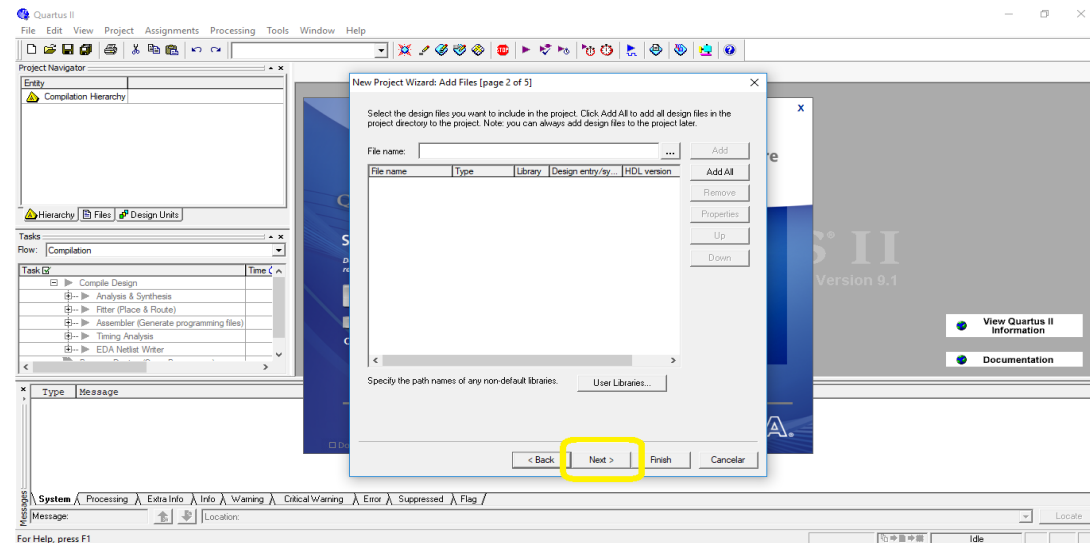 Quartus II
File Edit View Project Assignments Processing Tools Window Help
Project Navigator
Entity
Compilation Hierarchy
Hierarchy Files Design Units
Tasks
Flow: Compilation
Task Time (
Compile Design
Analysis & Synthesis
Fitter (Place & Route)
Assembler (Generate programming files)
Timing Analysis
EDA Netlist Writer
New Project Wizard: Add Files [page 2 of 5]
Select the design files you want to include in the project. Click Add All to add all design files in the
project directory to the project. Note: you can always add design files to the project later.
File name: ... Add
File name Type Library Design entry/sy... HDL version Add All
Remove
Properties
Up
Down
Specify the path names of any non-default libraries. User Libraries...
< Back Next > Finish Cancelar
II
Version 9.1
View Quartus II
Information
Documentation
Type Message
System Processing Extra Info Info Warning Critical Warning Error Suppressed Flag
Messages
Message: Location: Locate
For Help, press F1 Idle